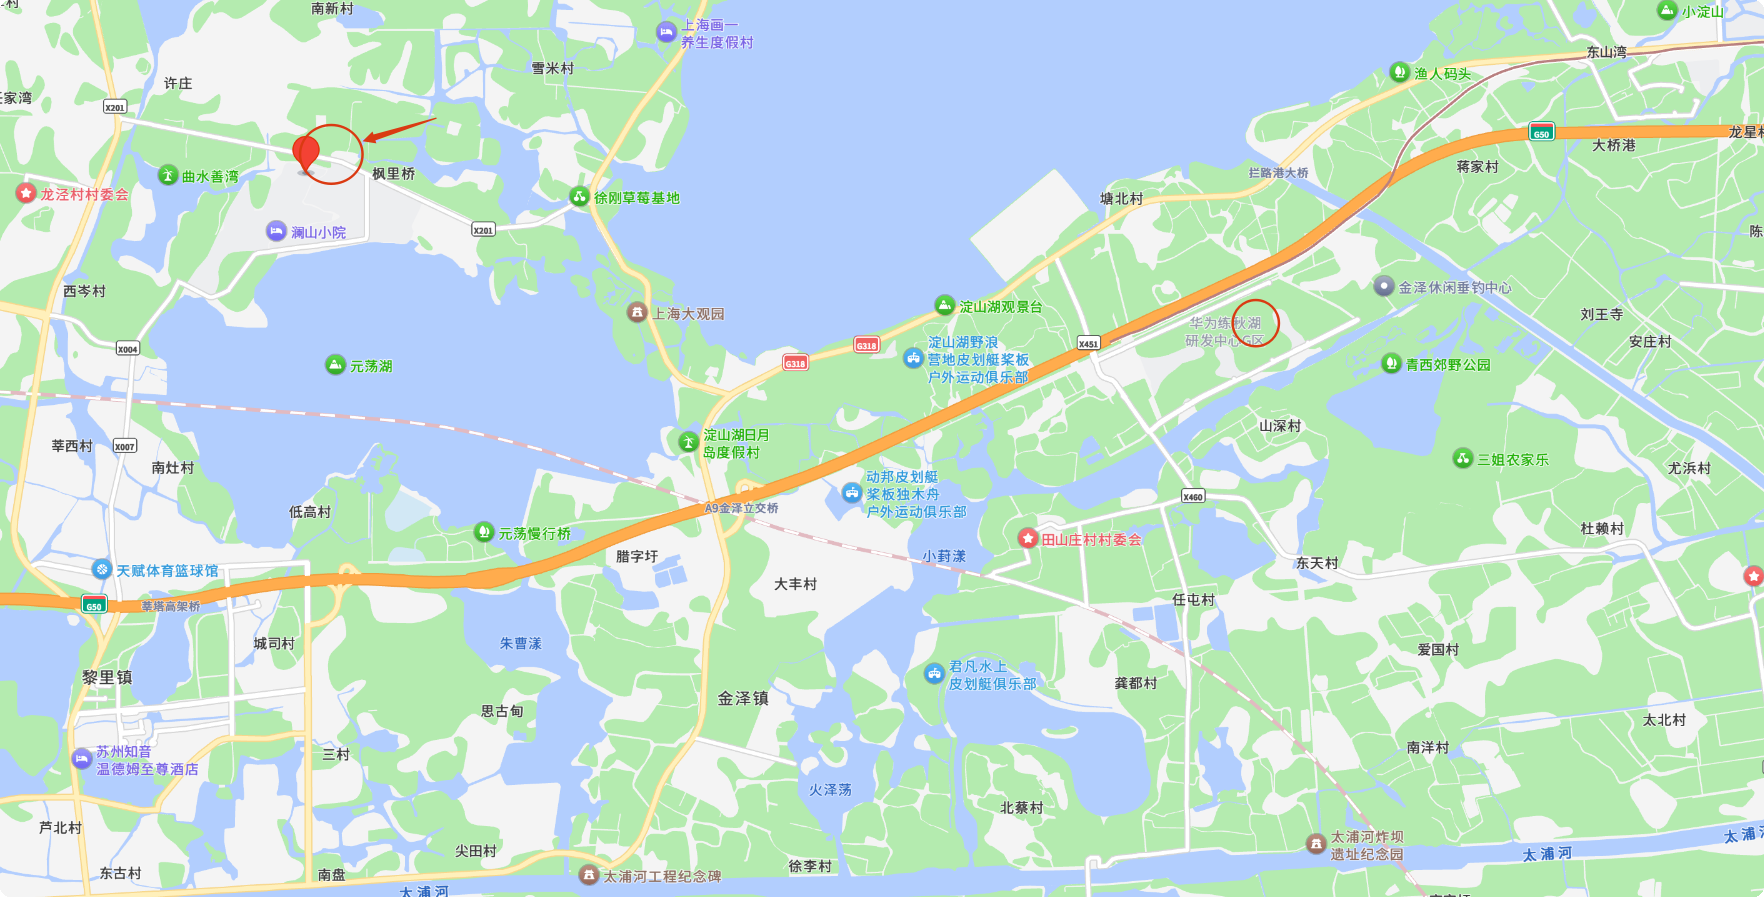 南新村
上海画一
养生度假村
小淀山
东山湾
渔人码头
雪米村
许庄
X201
G50
龙星村
大桥港
蒋家村
拦路港大桥
枫里桥
曲水善湾
龙泾村村委会
徐刚草莓基地
塘北村
X201
澜山小院
陈
西岑村
金泽休闲垂钓中心
淀山湖观景台
上海大观园
刘王寺
华为练秋湖
研发中心G区
安庄村
淀山湖野浪
营地皮划艇桨板
户外运动俱乐部
X451
G318
G318
X004
元荡湖
青西郊野公园
山深村
淀山湖日月
岛度假村
莘西村
X007
南灶村
三姐农家乐
尤浜村
动邦皮划艇
桨板独木舟
户外运动俱乐部
X460
A9金泽立交桥
低高村
元荡慢行桥
杜赖村
田山庄村村委会
小葑漾
腊字圩
东天村
天赋体育篮球馆
大丰村
任屯村
G50
莘塔高架桥
城司村
朱曹漾
爱国村
君凡水上
皮划艇俱乐部
黎里镇
龚都村
金泽镇
思古甸
太北村
南洋村
三村
苏州知音
温德姆至尊酒店
火泽荡
北蔡村
芦北村
太浦河炸坝
遗址纪念园
太浦河
太浦河
尖田村
徐李村
东古村
南盘
太浦河工程纪念碑
太浦河